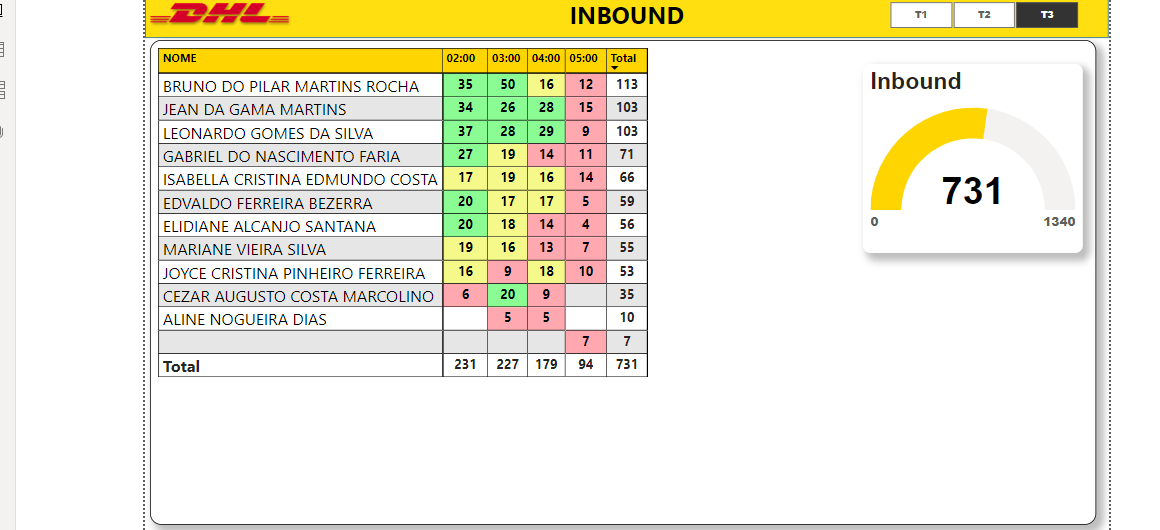 DHL
INBOUND
T1 T2 T3
NOME 02:00 03:00 04:00 05:00 Total
BRUNO DO PILAR MARTINS ROCHA 35 50 16 12 113
JEAN DA GAMA MARTINS 34 26 28 15 103
LEONARDO GOMES DA SILVA 37 28 29 9 103
GABRIEL DO NASCIMENTO FARIA 27 19 14 11 71
ISABELLA CRISTINA EDMUNDO COSTA 17 19 16 14 66
EDVALDO FERREIRA BEZERRA 20 17 17 5 59
ELIDIANE ALCANJO SANTANA 20 18 14 4 56
MARIANE VIEIRA SILVA 19 16 13 7 55
JOYCE CRISTINA PINHEIRO FERREIRA 16 9 18 10 53
CEZAR AUGUSTO COSTA MARCOLINO 6 20 9 35
ALINE NOGUEIRA DIAS 5 5 10
7 7
Total 231 227 179 94 731
Inbound
731
0 1340